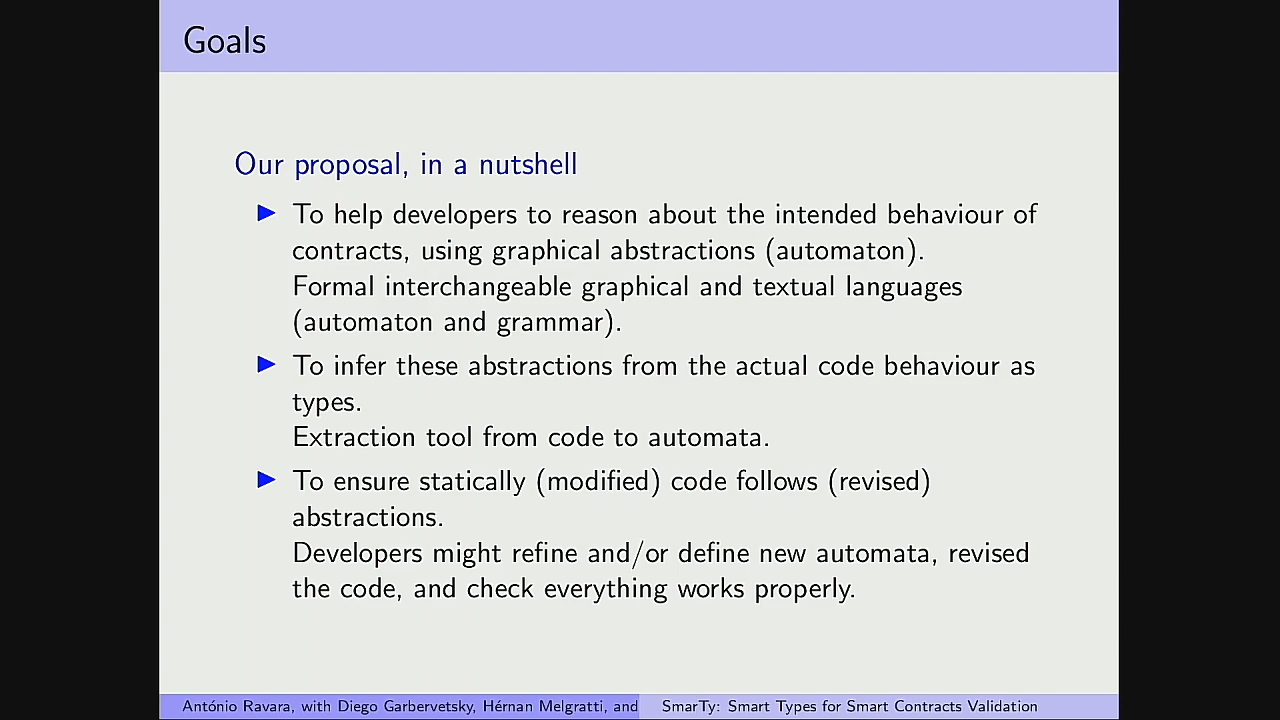 Goals
Our proposal, in a nutshell
To help developers to reason about the intended behaviour of
contracts, using graphical abstractions (automaton).
Formal interchangeable graphical and textual languages
(automaton and grammar).
To infer these abstractions from the actual code behaviour as
types.
Extraction tool from code to automata.
To ensure statically (modified) code follows (revised)
abstractions.
Developers might refine and/or define new automata, revised
the code, and check everything works properly.
António Ravara, with Diego Garbervetsky, Hérnan Melgratti, and
SmarTy: Smart Types for Smart Contracts Validation